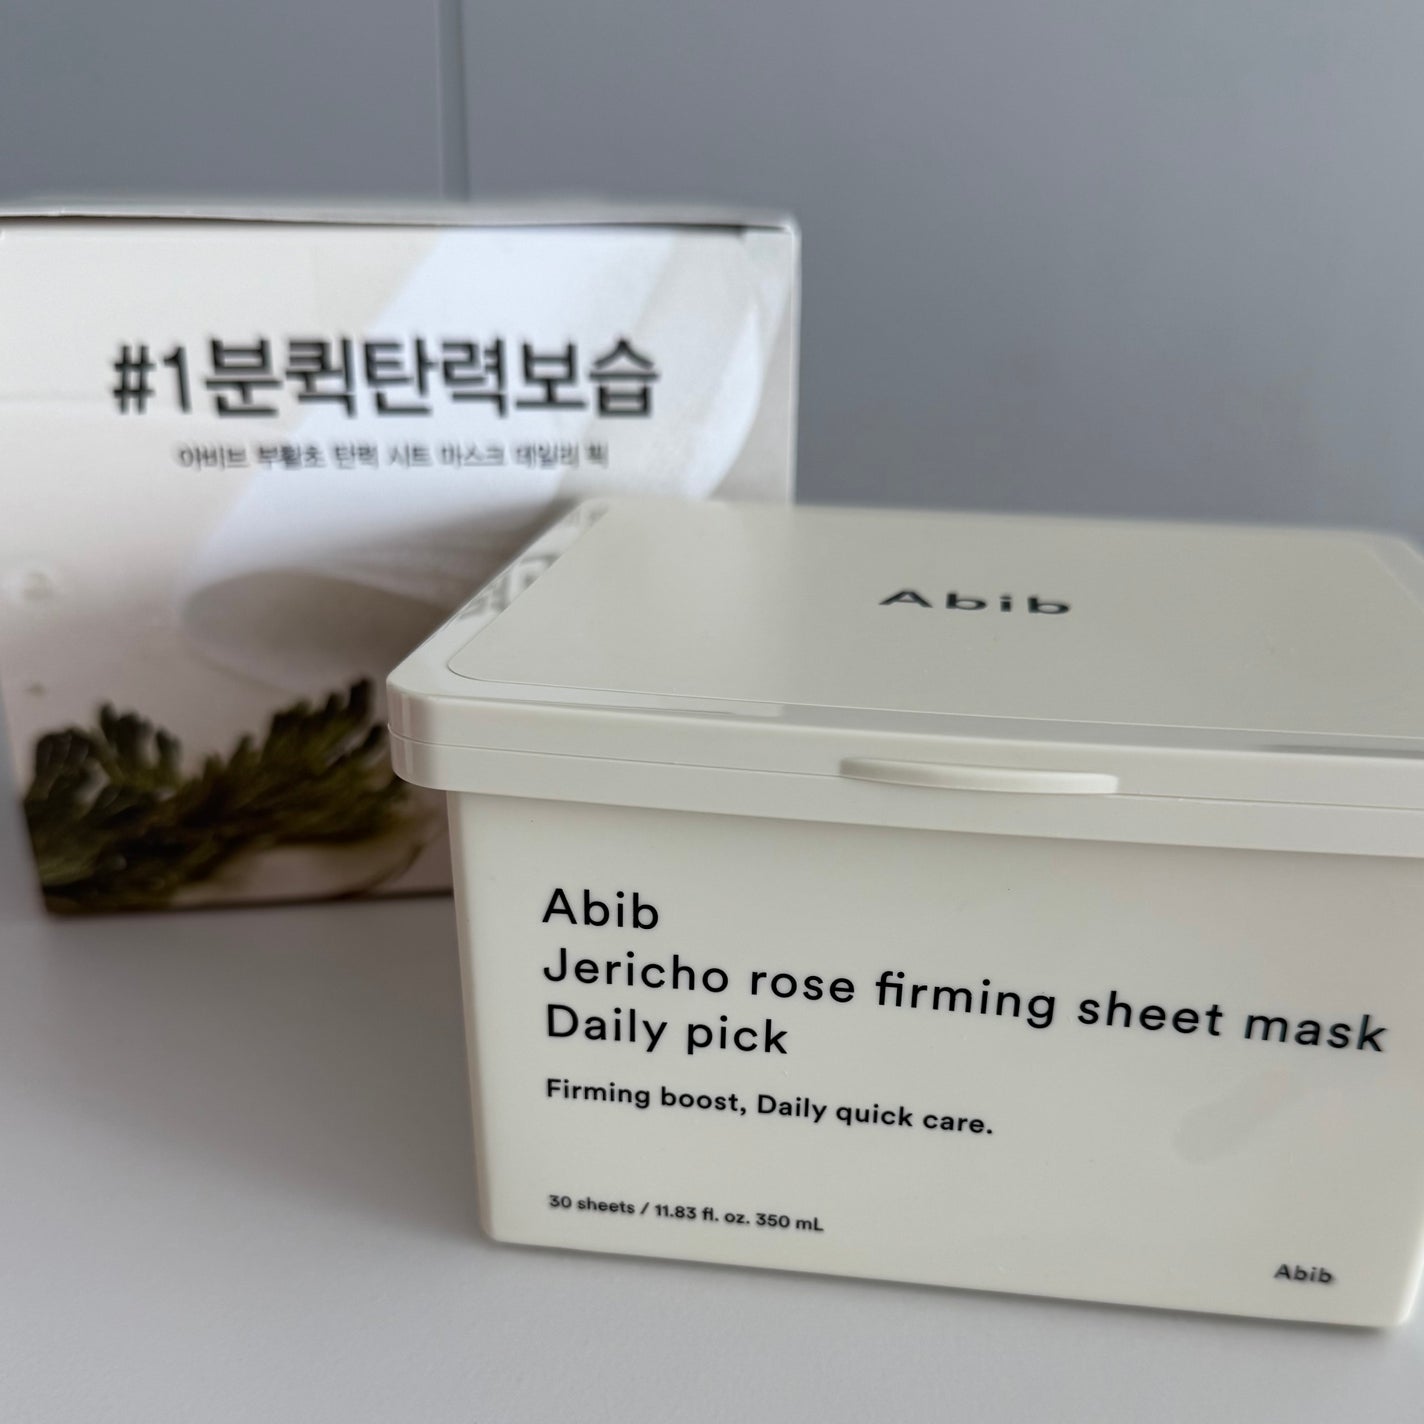 #1분퀵탄력보습
아비브 부활초 탄력 시트 마스크 데일리 픽
Abib
Abib
Jericho rose firming sheet mask
Daily pick
Firming boost, Daily quick care.
30 sheets / 11.83 fl. oz. 350 mL
Abib